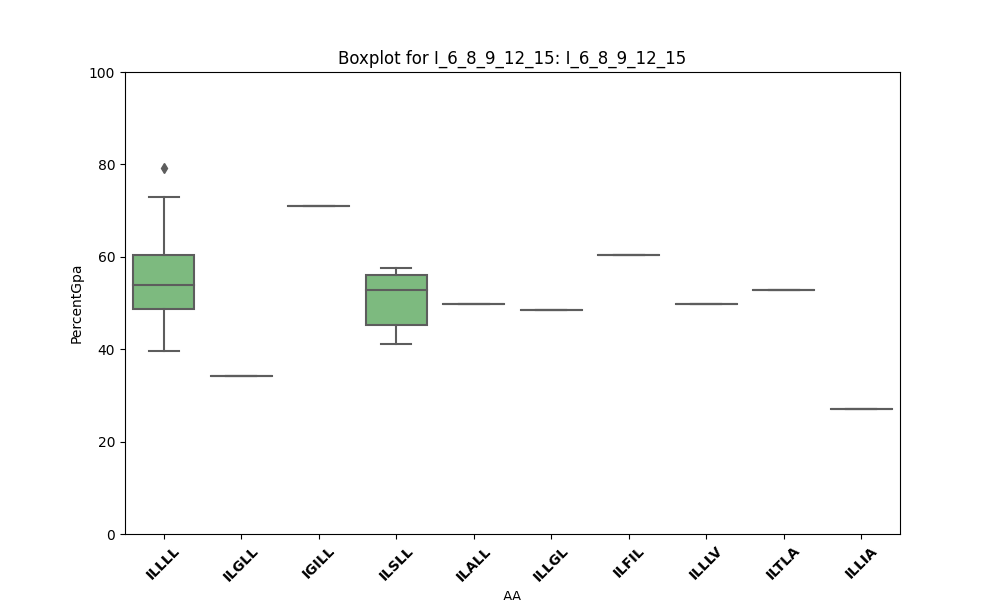 Boxplot for I_6_8_9_12_15: I_6_8_9_12_15
100
80
60
40
20
0
PercentGpa
ILLLL
ILGLL
IGILL
ILSLL
ILALL
ILLGL
ILFIL
ILLLV
ILTLA
ILLIA
AA